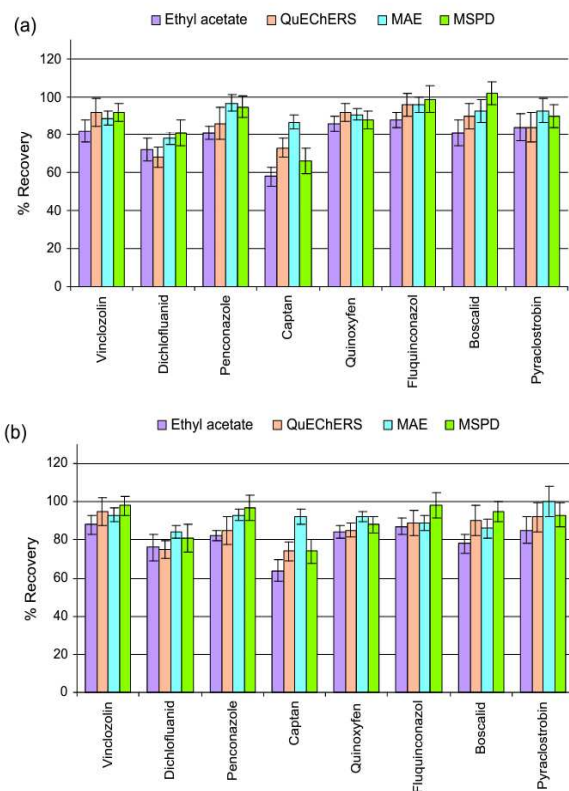 (a)
Ethyl acetate QuEChERS MAE MSPD
120
100
80
60
40
20
0
% Recovery
Vinclozolin
Dichlofluanid
Penconazole
Captan
Quinoxyfen
Fluquinconazol
Boscalid
Pyraclostrobin
(b)
Ethyl acetate QuEChERS MAE MSPD
120
100
80
60
40
20
0
% Recovery
Vinclozolin
Dichlofluanid
Penconazole
Captan
Quinoxyfen
Fluquinconazol
Boscalid
Pyraclostrobin